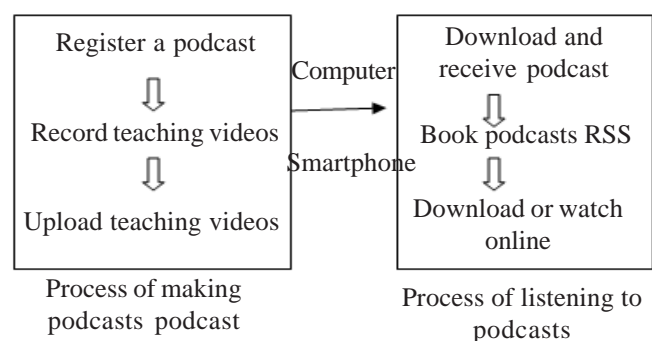 Register a podcast
Record teaching videos
Upload teaching videos
Process of making
podcasts podcast
Computer
Smartphone
Download and
receive podcast
Book podcasts RSS
Download or watch
online
Process of listening to
podcasts